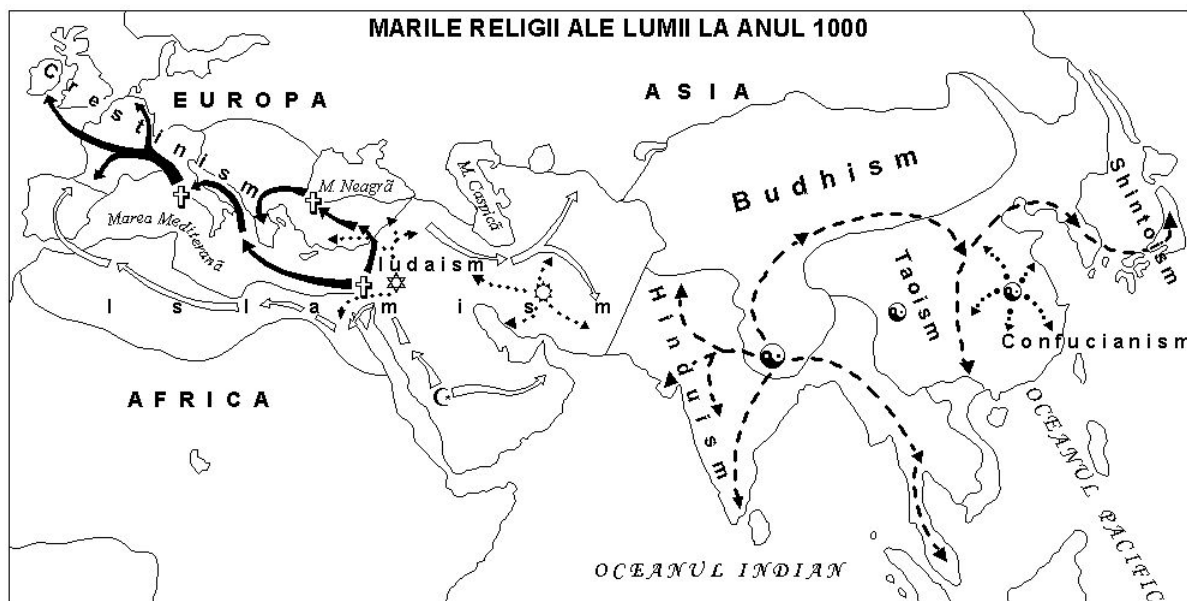 MARILE RELIGII ALE LUMII LA ANUL 1000
Crestinism
EUROPA
ASIA
M. Neagră
M. Caspică
Marea Mediterană
Iudaism
Islamism
AFRICA
Budhism
Hinduism
Taoism
Shintoism
Confucianism
OCEANUL INDIAN
OCEANUL PACIFIC